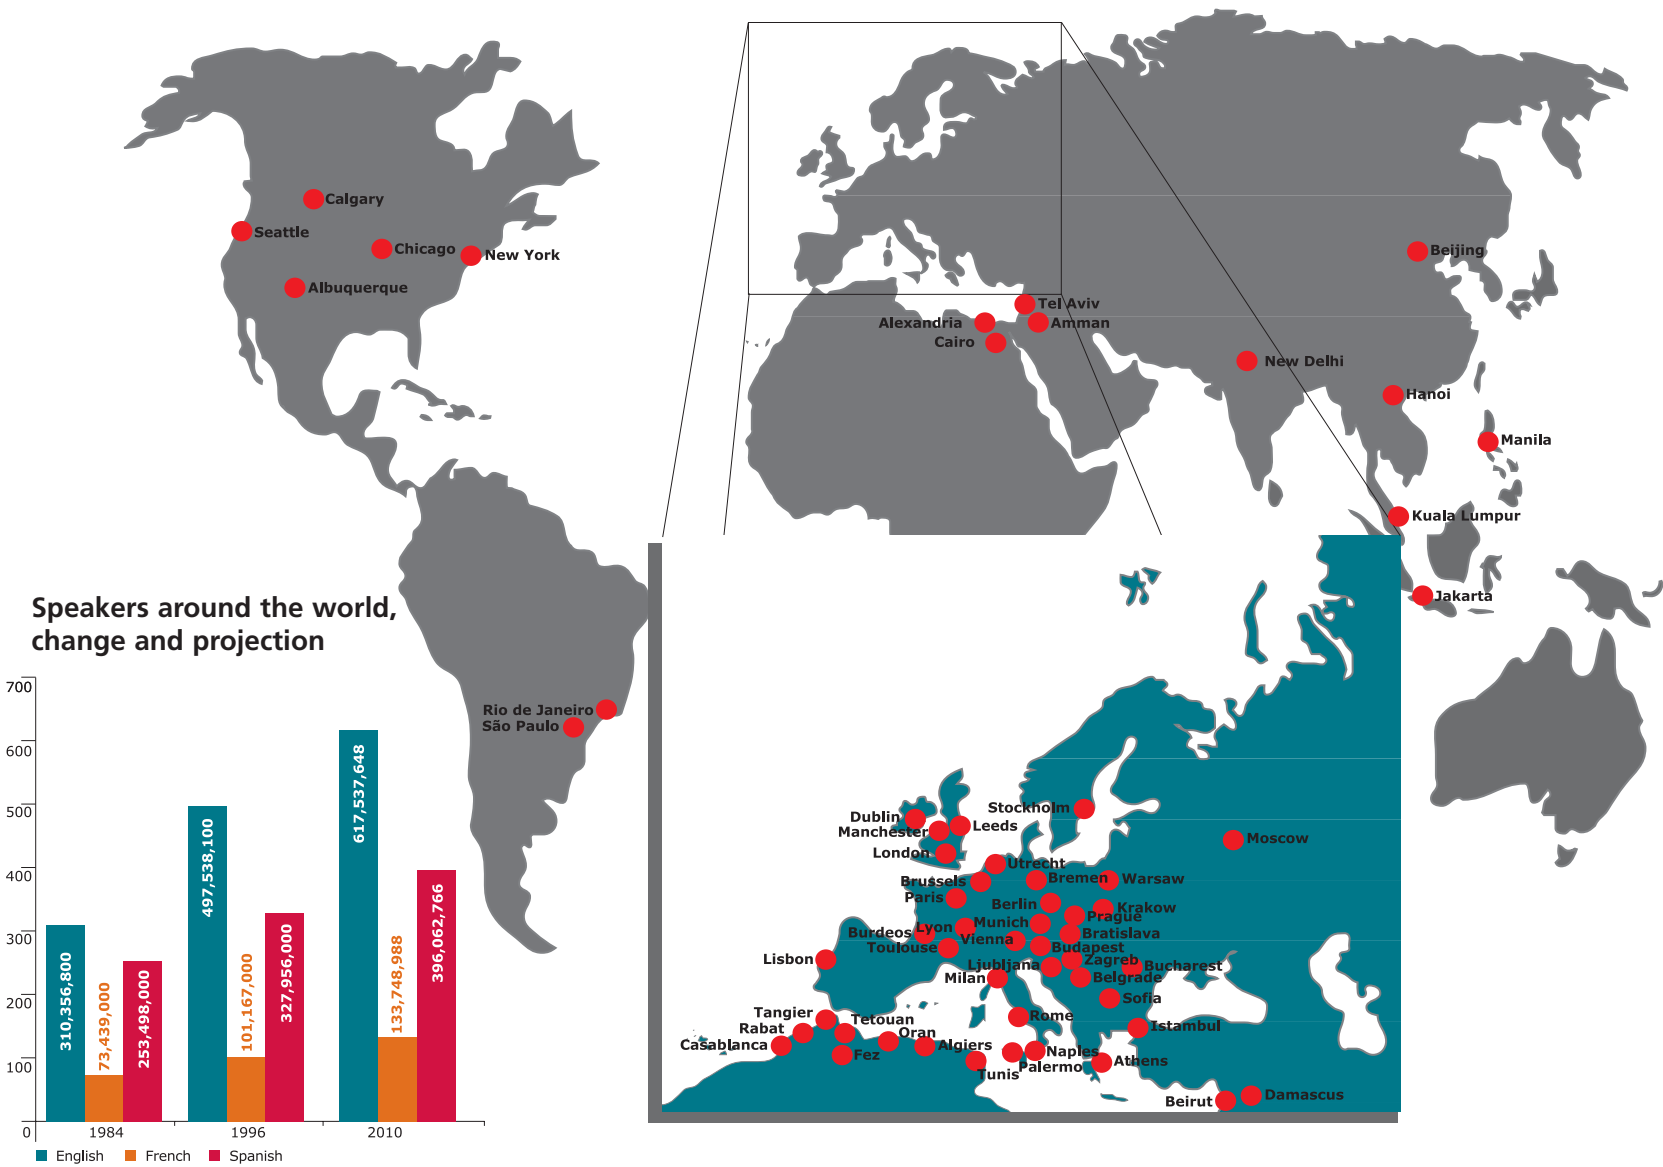 Calgary
Seattle
Chicago
New York
Albuquerque
Beijing
Tel Aviv
Alexandria
Amman
Cairo
New Delhi
Hanoi
Manila
Kuala Lumpur
Jakarta
Rio de Janeiro
São Paulo
Speakers around the world,
change and projection
700
600
500
400
300
200
100
0
310,356,800
73,439,000
253,498,000
497,538,100
101,167,000
327,956,000
617,537,648
133,748,988
396,062,766
1984
1996
2010
English
French
Spanish
Stockholm
Dublin
Manchester
Leeds
London
Moscow
Utrecht
Brussels
Bremen
Warsaw
Paris
Berlin
Krakow
Prague
Burdeos
Lyon
Munich
Bratislava
Toulouse
Vienna
Budapest
Lisbon
Ljubljana
Zagreb
Bucharest
Milan
Belgrade
Sofia
Tangier
Tetouan
Rome
Istambul
Rabat
Oran
Casablanca
Algiers
Fez
Naples
Palermo
Tunis
Athens
Beirut
Damascus